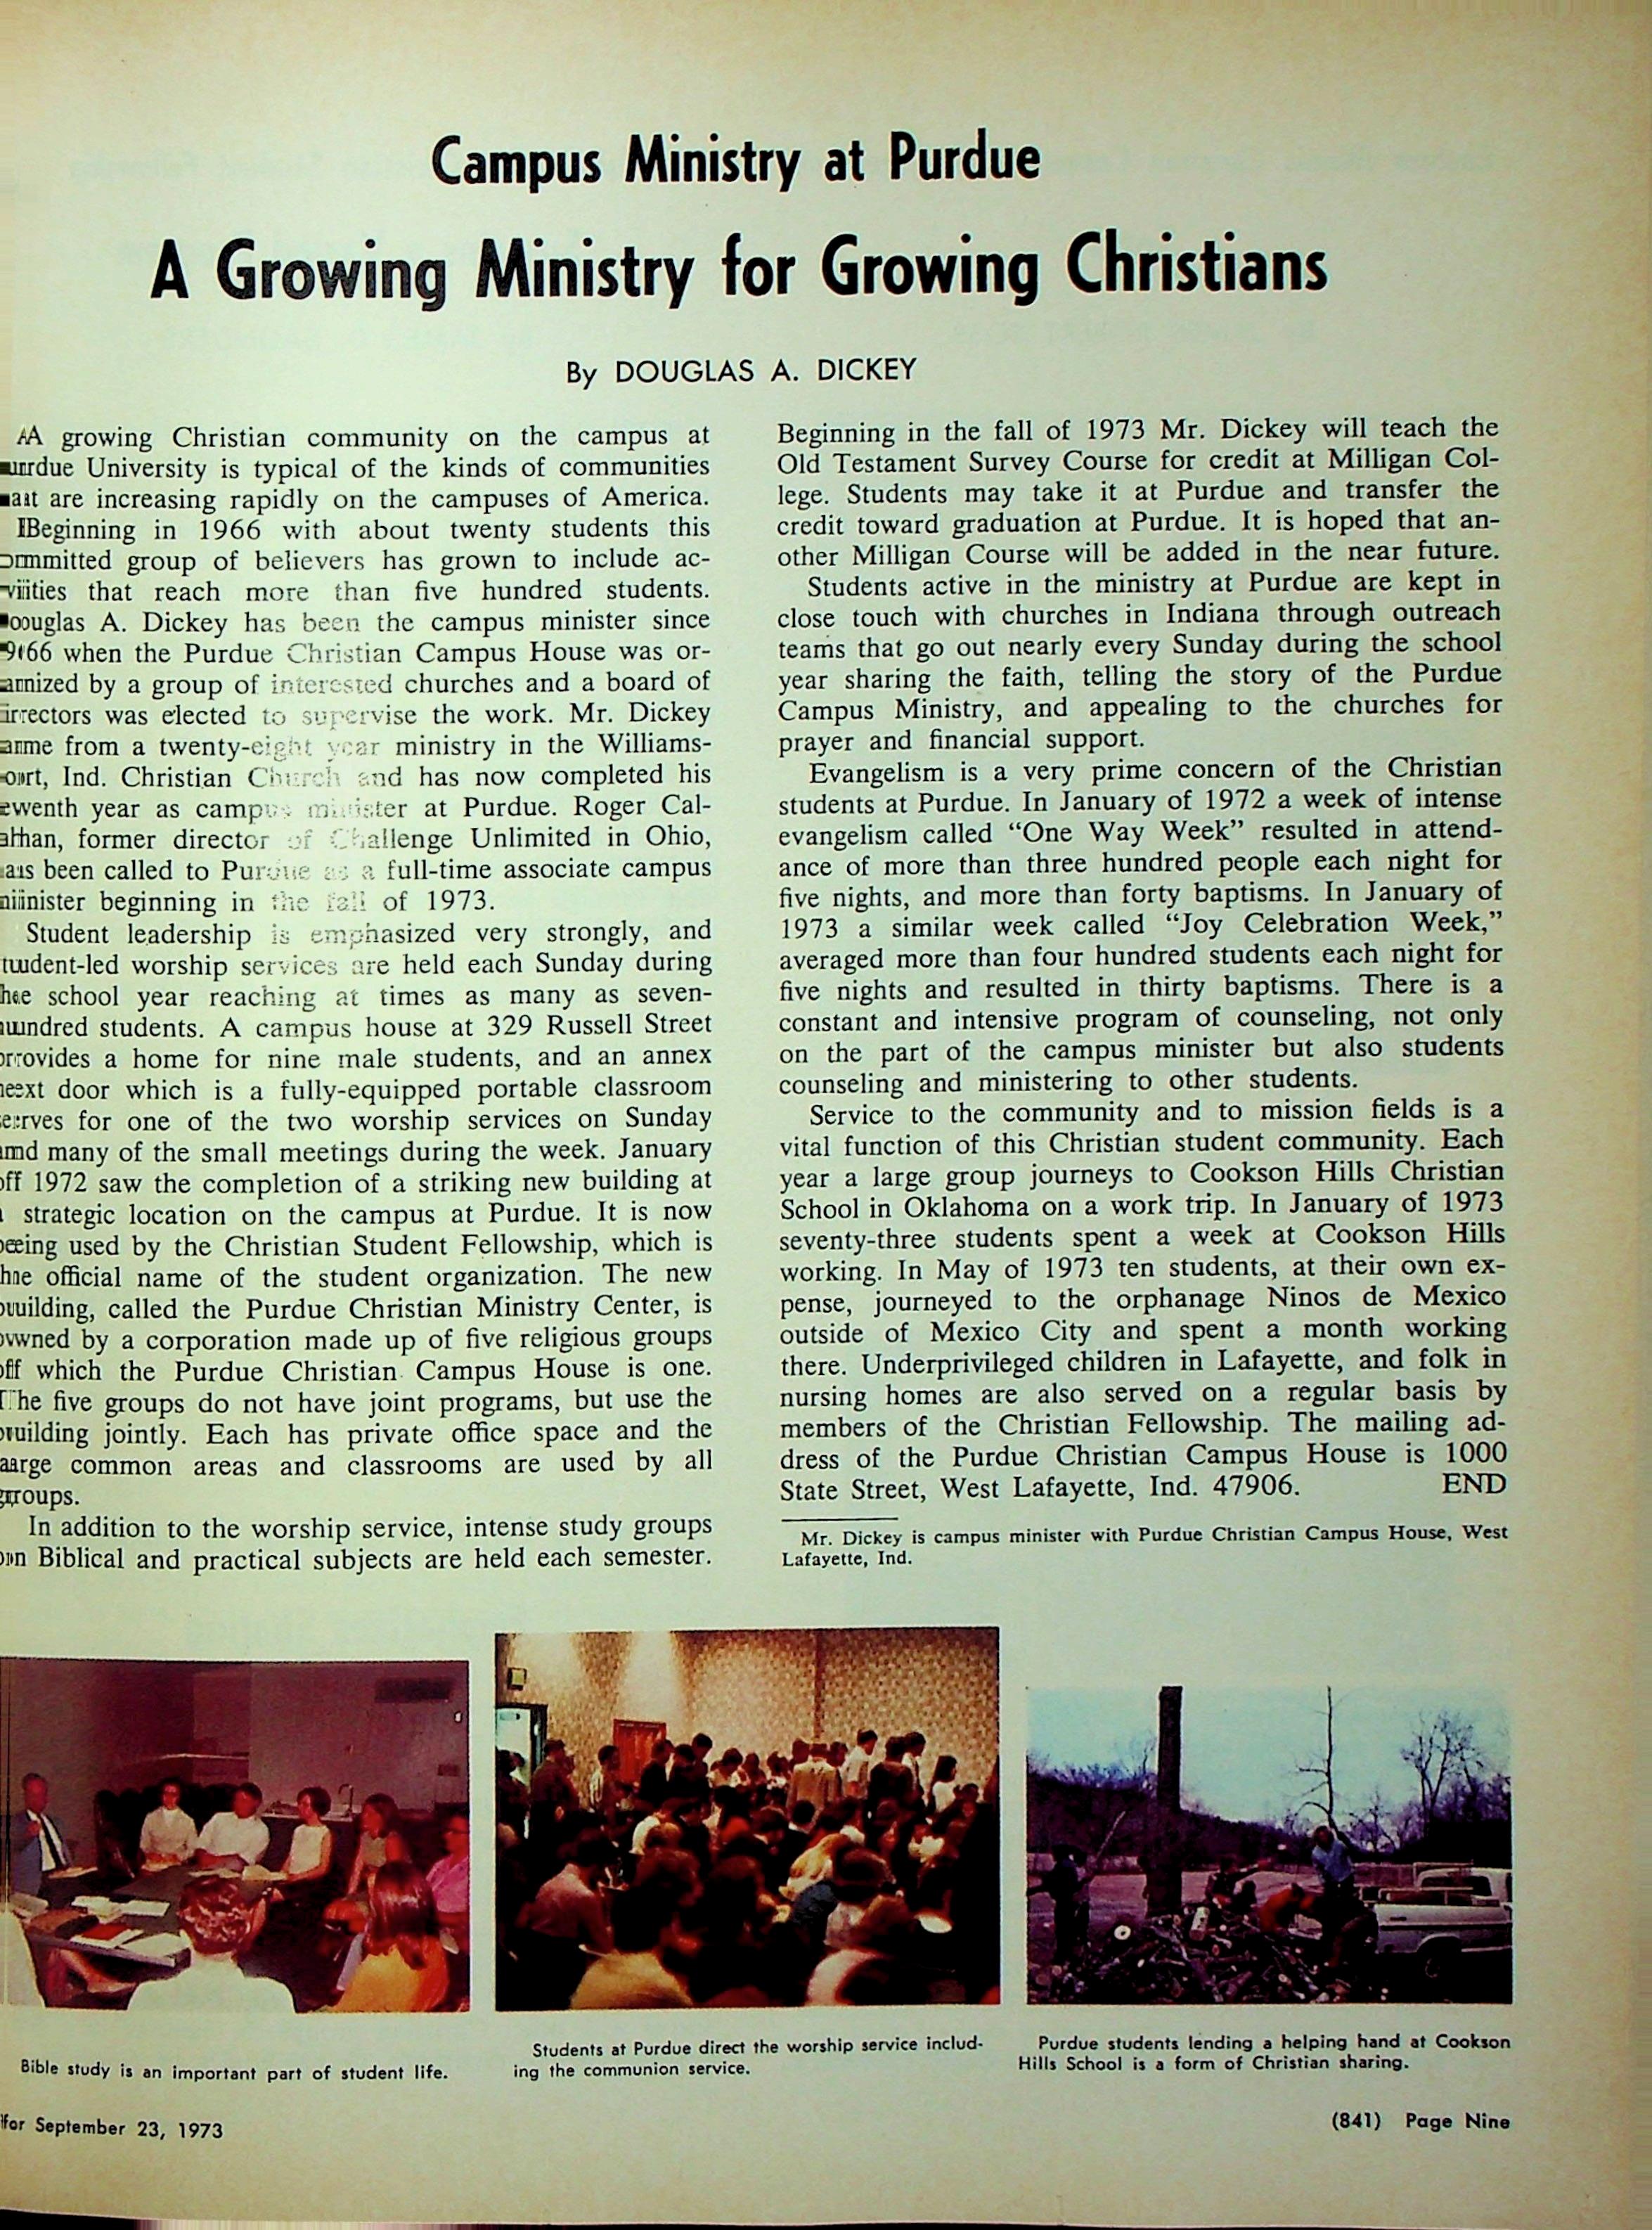 Campus Ministry at Purdue
A Growing Ministry for Growing Christians
By DOUGLAS A. DICKEY
A growing Christian community on the campus at
Purdue University is typical of the kinds of communities
that are increasing rapidly on the campuses of America.
Beginning in 1966 with about twenty students this
committed group of believers has grown to include ac-
tivities that reach more than five hundred students.
Douglas A. Dickey has been the campus minister since
1966 when the Purdue Christian Campus House was or-
ganized by a group of interested churches and a board of
directors was elected to supervise the work. Mr. Dickey
came from a twenty-eight year ministry in the Williams-
port, Ind. Christian Church and has now completed his
seventh year as campus minister at Purdue. Roger Cal-
lahan, former director of Challenge Unlimited in Ohio,
has been called to Purdue as a full-time associate campus
minister beginning in the fall of 1973.
Student leadership is emphasized very strongly, and
student-led worship services are held each Sunday during
the school year reaching at times as many as seven-
hundred students. A campus house at 329 Russell Street
provides a home for nine male students, and an annex
next door which is a fully-equipped portable classroom
serves for one of the two worship services on Sunday
and many of the small meetings during the week. January
of 1972 saw the completion of a striking new building at
a strategic location on the campus at Purdue. It is now
being used by the Christian Student Fellowship, which is
the official name of the student organization. The new
building, called the Purdue Christian Ministry Center, is
owned by a corporation made up of five religious groups
of which the Purdue Christian Campus House is one.
The five groups do not have joint programs, but use the
building jointly. Each has private office space and the
large common areas and classrooms are used by all
groups.
In addition to the worship service, intense study groups
on Biblical and practical subjects are held each semester.
Beginning in the fall of 1973 Mr. Dickey will teach the
Old Testament Survey Course for credit at Milligan Col-
lege. Students may take it at Purdue and transfer the
credit toward graduation at Purdue. It is hoped that an-
other Milligan Course will be added in the near future.
Students active in the ministry at Purdue are kept in
close touch with churches in Indiana through outreach
teams that go out nearly every Sunday during the school
year sharing the faith, telling the story of the Purdue
Campus Ministry, and appealing to the churches for
prayer and financial support.
Evangelism is a very prime concern of the Christian
students at Purdue. In January of 1972 a week of intense
evangelism called “One Way Week” resulted in attend-
ance of more than three hundred people each night for
five nights, and more than forty baptisms. In January of
1973 a similar week called “Joy Celebration Week,”
averaged more than four hundred students each night for
five nights and resulted in thirty baptisms. There is a
constant and intensive program of counseling, not only
on the part of the campus minister but also students
counseling and ministering to other students.
Service to the community and to mission fields is a
vital function of this Christian student community. Each
year a large group journeys to Cookson Hills Christian
School in Oklahoma on a work trip. In January of 1973
seventy-three students spent a week at Cookson Hills
working. In May of 1973 ten students, at their own ex-
pense, journeyed to the orphanage Ninos de Mexico
outside of Mexico City and spent a month working
there. Underprivileged children in Lafayette, and folk in
nursing homes are also served on a regular basis by
members of the Christian Fellowship. The mailing ad-
dress of the Purdue Christian Campus House is 1000
State Street, West Lafayette, Ind. 47906. END
Mr. Dickey is campus minister with Purdue Christian Campus House, West
Lafayette, Ind.
Bible study is an important part of student life.
Students at Purdue direct the worship service includ-
ing the communion service.
Purdue students lending a helping hand at Cookson
Hills School is a form of Christian sharing.
for September 23, 1973
(841) Page Nine